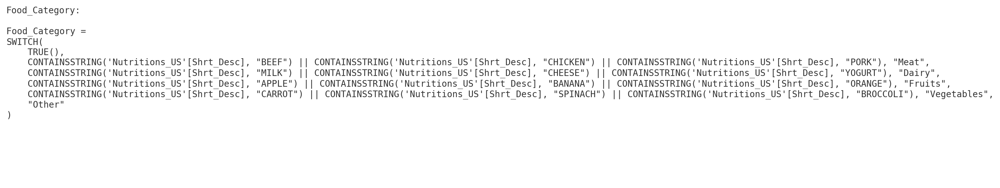 Food_Category:

Food_Category =
SWITCH(
    TRUE(),
    CONTAINSSTRING('Nutritions_US'[Shrt_Desc], "BEEF") || CONTAINSSTRING('Nutritions_US'[Shrt_Desc], "CHICKEN") || CONTAINSSTRING('Nutritions_US'[Shrt_Desc], "PORK"), "Meat",
    CONTAINSSTRING('Nutritions_US'[Shrt_Desc], "MILK") || CONTAINSSTRING('Nutritions_US'[Shrt_Desc], "CHEESE") || CONTAINSSTRING('Nutritions_US'[Shrt_Desc], "YOGURT"), "Dairy",
    CONTAINSSTRING('Nutritions_US'[Shrt_Desc], "APPLE") || CONTAINSSTRING('Nutritions_US'[Shrt_Desc], "BANANA") || CONTAINSSTRING('Nutritions_US'[Shrt_Desc], "ORANGE"), "Fruits",
    CONTAINSSTRING('Nutritions_US'[Shrt_Desc], "CARROT") || CONTAINSSTRING('Nutritions_US'[Shrt_Desc], "SPINACH") || CONTAINSSTRING('Nutritions_US'[Shrt_Desc], "BROCCOLI"), "Vegetables",
    "Other"
)